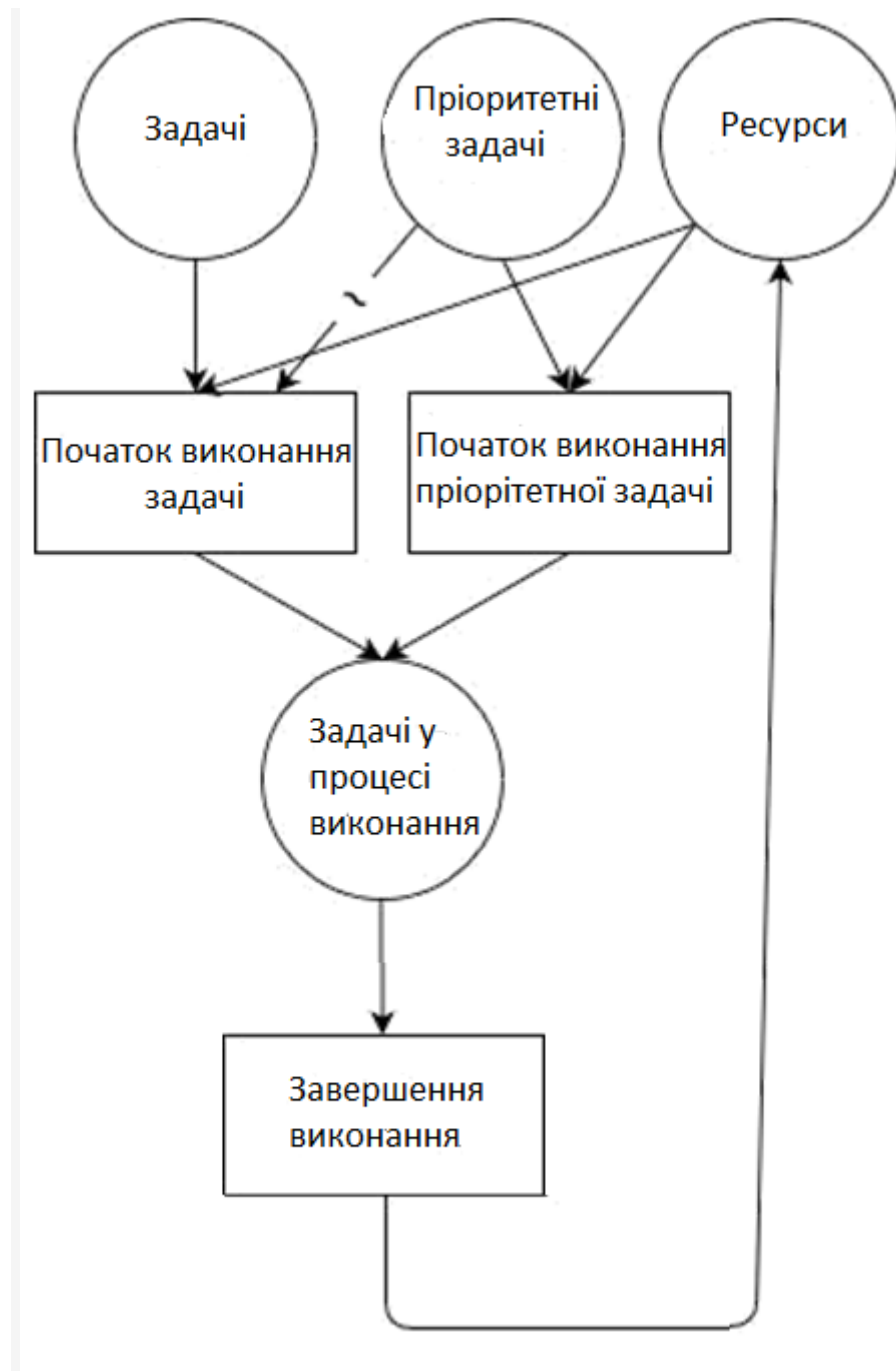 Задачі
Пріоритетні
задачі
Ресурси
~
Початок виконання
задачі
Початок виконання
пріорітетної задачі
Задачі у
процесі
виконання
Завершення
виконання